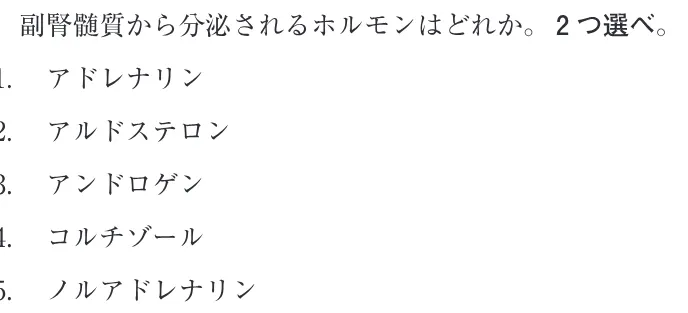 副腎髄質から分泌されるホルモンはどれか。2つ選べ。
1. アドレナリン
2. アルドステロン
3. アンドロゲン
4. コルチゾール
5. ノルアドレナリン